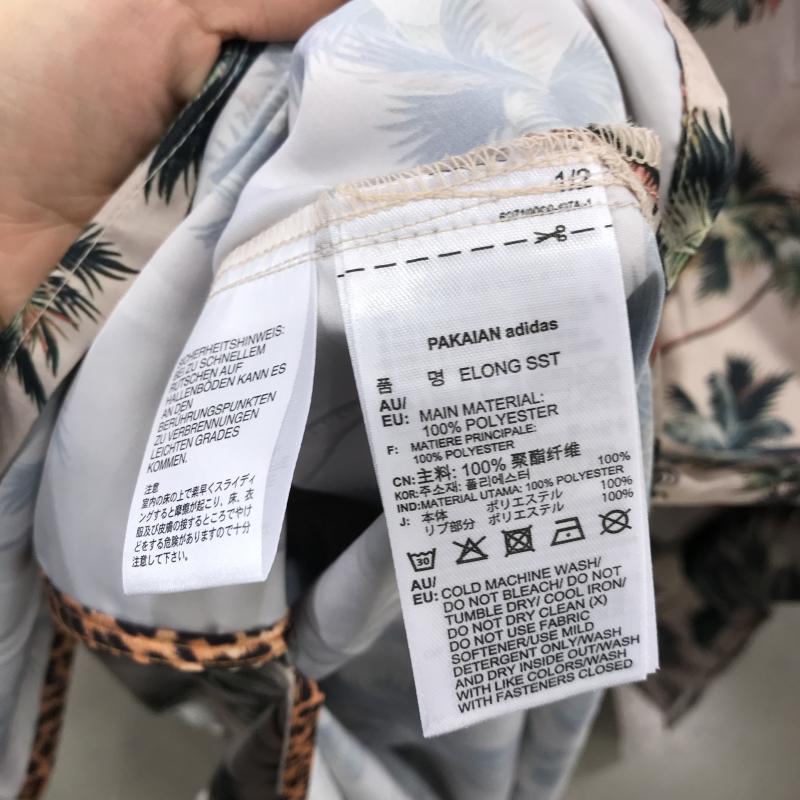 SICHERHEITSHINWEIS:
BEI ZU SCHNELLEM
RUTSCHEN AUF
HALLENBÖDEN KANN ES
AN DEN
BERÜHRUNGSPUNKTEN
ZU VERBRENNUNGEN
LEICHTEN GRADES
KOMMEN.
注意
室内の床の上で素早くスライディ
ングすると摩擦が起こり、床、衣
服及び皮膚の接するところでやけ
どをする危険がありますので十分
注意して下さい。
1/2
PAKAIAN adidas
품 명 ELONG SST
AU/
EU: MAIN MATERIAL:
100% POLYESTER
F: MATIERE PRINCIPALE:
100% POLYESTER
CN: 主料: 100% 聚酯纤维
KOR: 주소재: 폴리에스터 100%
IND: MATERIAL UTAMA: 100% POLYESTER
J: 本体 ポリエステル 100%
リブ部分 ポリエステル 100%
30
AU/
EU: COLD MACHINE WASH/
DO NOT BLEACH/ DO NOT
TUMBLE DRY/ COOL IRON/
DO NOT DRY CLEAN (X)
DO NOT USE FABRIC
SOFTENER/USE MILD
DETERGENT ONLY/WASH
AND DRY INSIDE OUT/WASH
WITH LIKE COLORS/WASH
WITH FASTENERS CLOSED